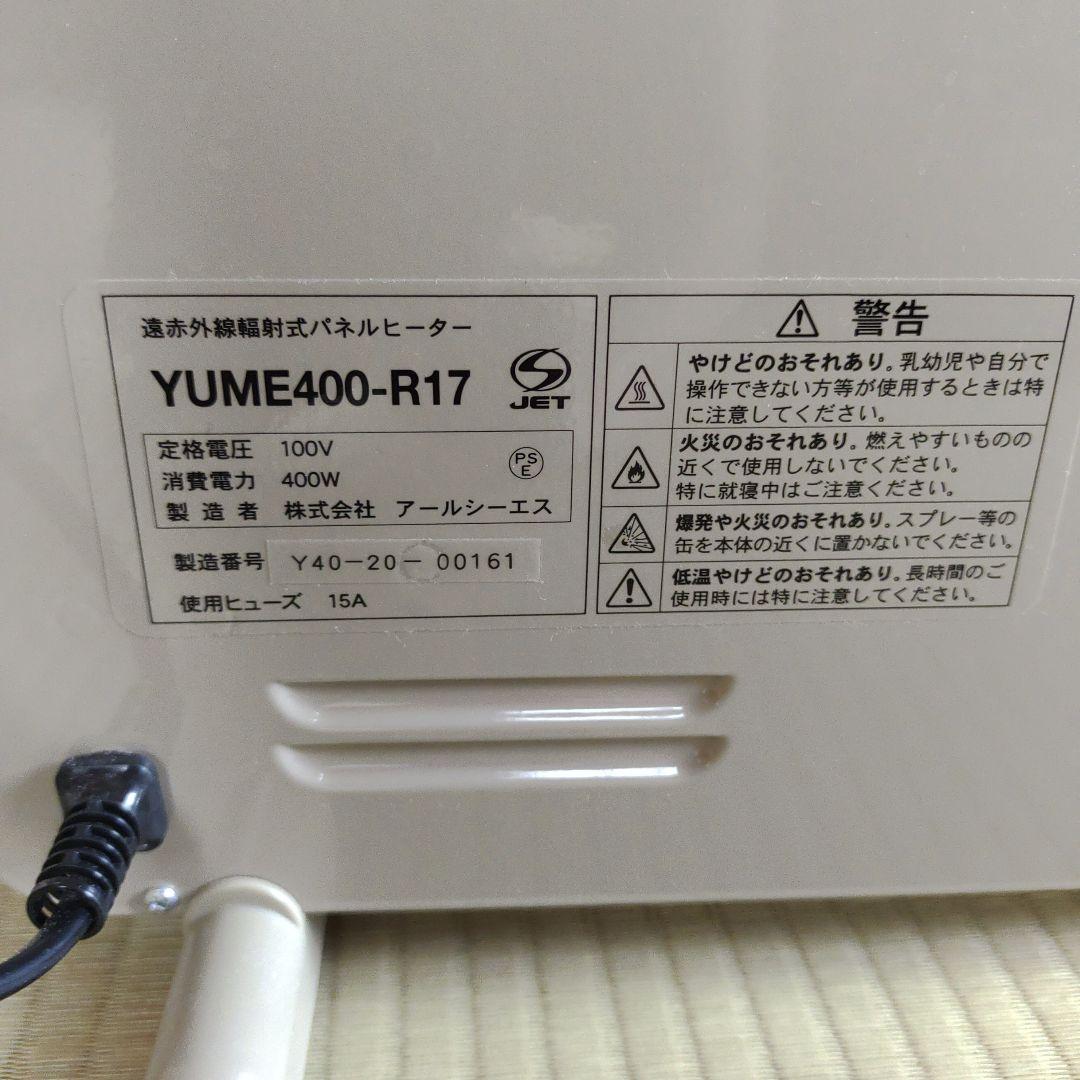 遠赤外線輻射式パネルヒーター
YUME400-R17
JET
定格電圧 100V
消費電力 400W
PS
E
製造者 株式会社 アールシーエス
製造番号 Y40-20-00161
使用ヒューズ 15A
警告
やけどのおそれあり。乳幼児や自分で
操作できない方等が使用するときは特
に注意してください。
火災のおそれあり。燃えやすいものの
近くで使用しないでください。
特に就寝中はご注意ください。
爆発や火災のおそれあり。スプレー等の
缶を本体の近くに置かないでください。
低温やけどのおそれあり。長時間のご
使用時には特に注意してください。